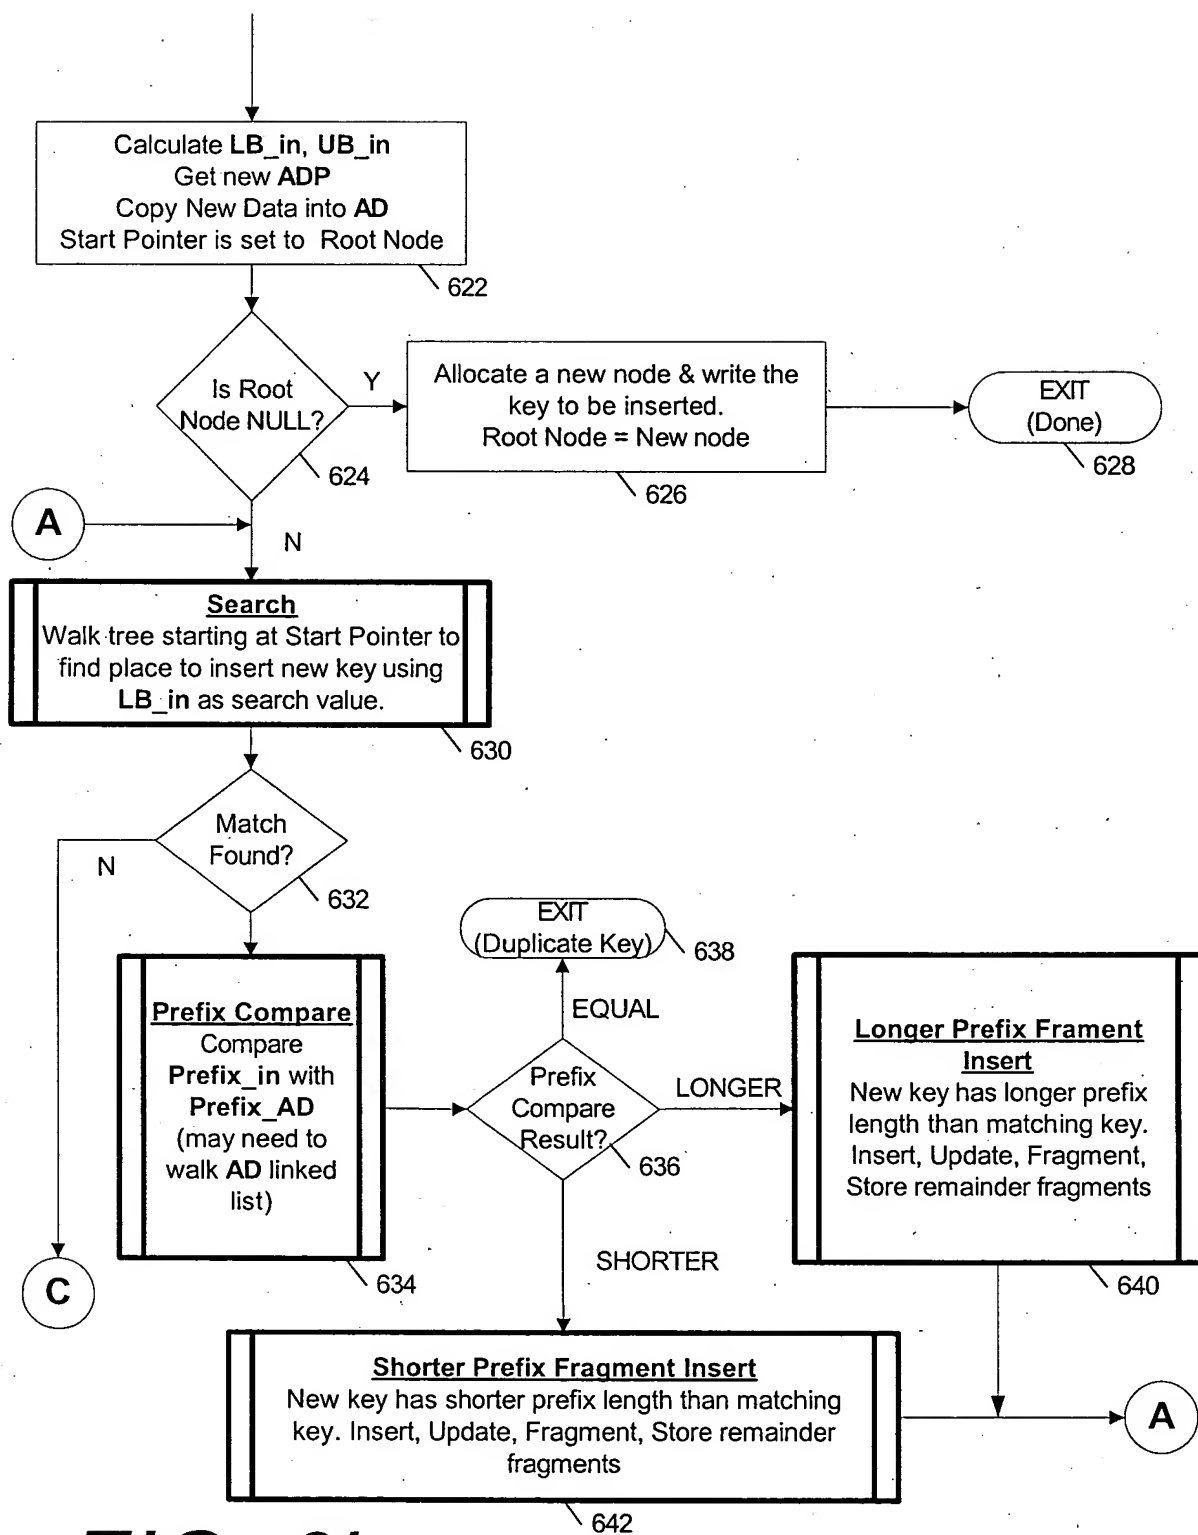 Calculate LB_in, UB_in
Get new ADP
Copy New Data into AD
Start Pointer is set to Root Node
622
Is Root
Node NULL?
Y
624
Allocate a new node & write the
key to be inserted.
Root Node = New node
626
EXIT
(Done)
628
A
N
Search
Walk tree starting at Start Pointer to
find place to insert new key using
LB_in as search value.
630
Match
Found?
N
632
EXIT
(Duplicate Key)
638
EQUAL
Prefix Compare
Compare
Prefix_in with
Prefix_AD
(may need to
walk AD linked
list)
634
Prefix
Compare
Result?
636
LONGER
Longer Prefix Frament
Insert
New key has longer prefix
length than matching key.
Insert, Update, Fragment,
Store remainder fragments
640
SHORTER
C
Shorter Prefix Fragment Insert
New key has shorter prefix length than matching
key. Insert, Update, Fragment, Store remainder
fragments
642
A